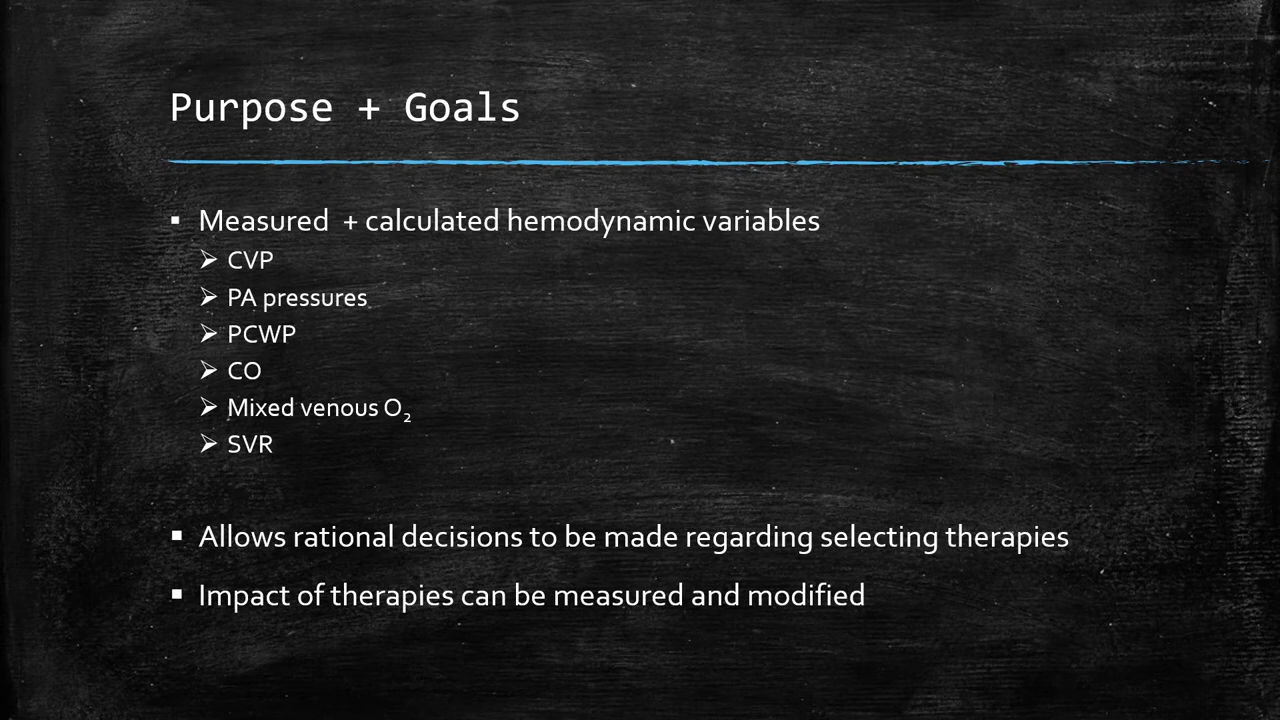 Purpose + Goals
▪ Measured + calculated hemodynamic variables
➢ CVP
➢ PA pressures
➢ PCWP
➢ CO
➢ Mixed venous O₂
➢ SVR
▪ Allows rational decisions to be made regarding selecting therapies
▪ Impact of therapies can be measured and modified